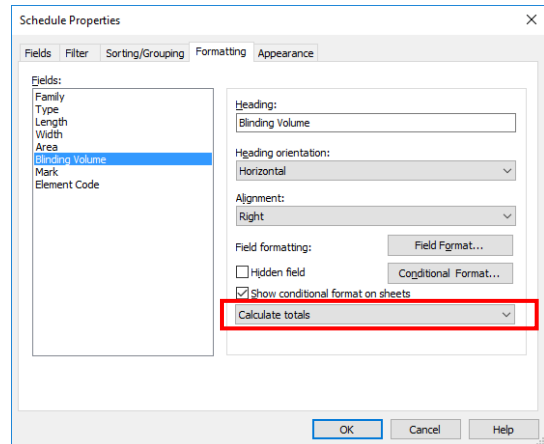 Schedule Properties
Fields Filter Sorting/Grouping Formatting Appearance
Fields:
Family
Type
Length
Width
Area
Blinding Volume
Mark
Element Code
Heading:
Blinding Volume
Heading orientation:
Horizontal
Alignment:
Right
Field formatting: Field Format...
Hidden field Conditional Format...
Show conditional format on sheets
Calculate totals
OK Cancel Help